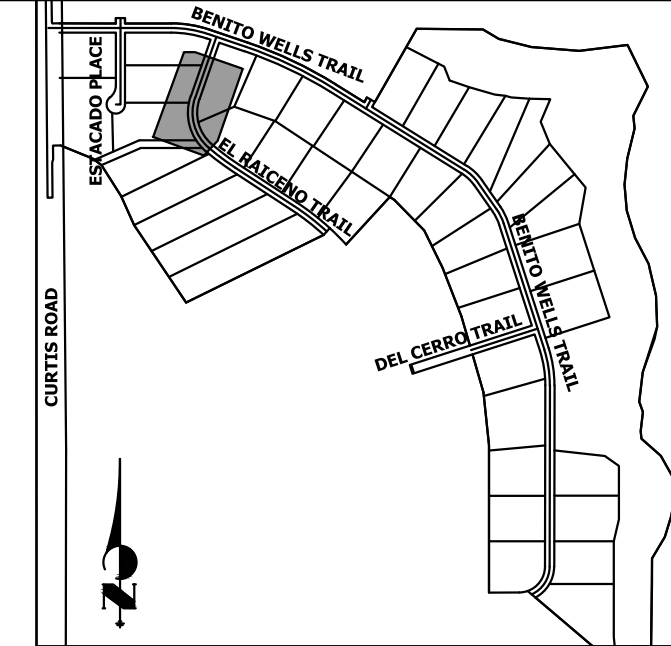 BENITO WELLS TRAIL
ESTACADO PLACE
EL RAICENO TRAIL
BENITO WELLS TRAIL
DEL CERRO TRAIL
CURTIS ROAD
N